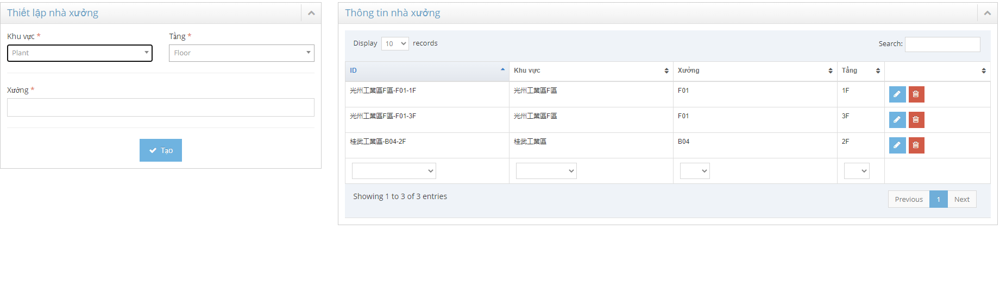 Thiết lập nhà xưởng
Khu vực *
Tầng *
Plant
Floor
Xưởng *
Tạo
Thông tin nhà xưởng
Display 10 records
Search:
ID Khu vực Xưởng Tầng
光州工業區F區-F01-1F 光州工業區F區 F01 1F
光州工業區F區-F01-3F 光州工業區F區 F01 3F
桂武工業區-B04-2F 桂武工業區 B04 2F
Showing 1 to 3 of 3 entries
Previous 1 Next